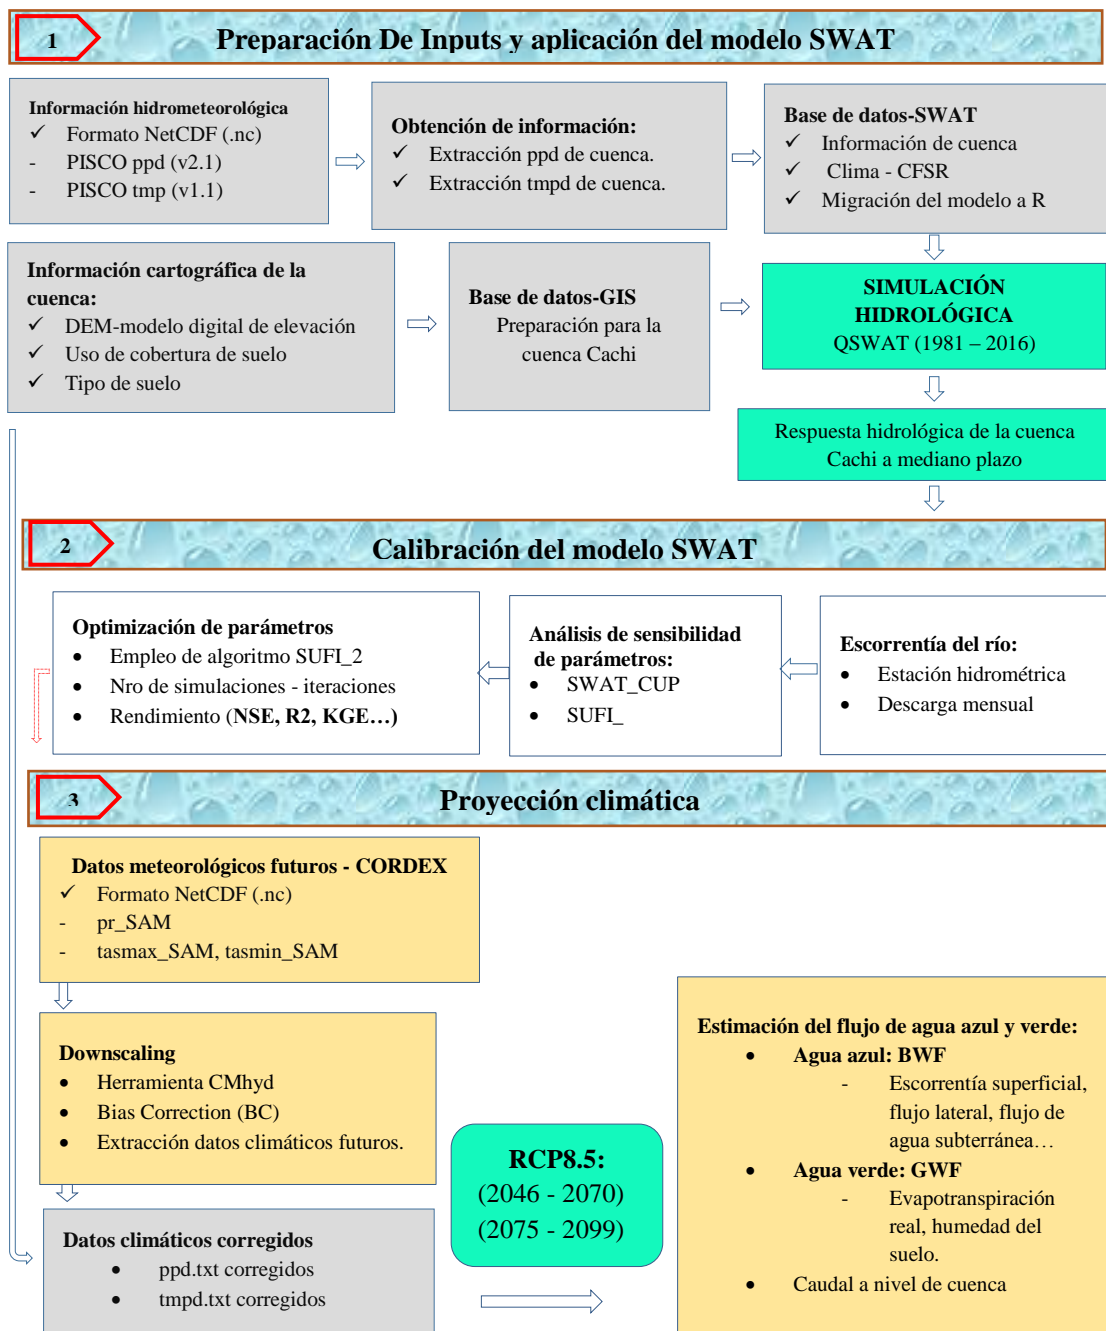 1
Preparación De Inputs y aplicación del modelo SWAT
Información hidrometeorológica
✓ Formato NetCDF (.nc)
- PISCO ppd (v2.1)
- PISCO tmp (v1.1)
Obtención de información:
✓ Extracción ppd de cuenca.
✓ Extracción tmpd de cuenca.
Base de datos-SWAT
✓ Información de cuenca
✓ Clima - CFSR
✓ Migración del modelo a R
Información cartográfica de la
cuenca:
✓ DEM-modelo digital de elevación
✓ Uso de cobertura de suelo
✓ Tipo de suelo
Base de datos-GIS
Preparación para la
cuenca Cachi
SIMULACIÓN
HIDROLÓGICA
QSWAT (1981 – 2016)
Respuesta hidrológica de la cuenca
Cachi a mediano plazo
2
Calibración del modelo SWAT
Optimización de parámetros
• Empleo de algoritmo SUFI_2
• Nro de simulaciones - iteraciones
• Rendimiento (NSE, R2, KGE…)
Análisis de sensibilidad
de parámetros:
• SWAT_CUP
• SUFI_
Escorrentía del río:
• Estación hidrométrica
• Descarga mensual
3
Proyección climática
Datos meteorológicos futuros - CORDEX
✓ Formato NetCDF (.nc)
- pr_SAM
- tasmax_SAM, tasmin_SAM
Downscaling
• Herramienta CMhyd
• Bias Correction (BC)
• Extracción datos climáticos futuros.
Datos climáticos corregidos
• ppd.txt corregidos
• tmpd.txt corregidos
RCP8.5:
(2046 - 2070)
(2075 - 2099)
Estimación del flujo de agua azul y verde:
• Agua azul: BWF
- Escorrentía superficial,
flujo lateral, flujo de
agua subterránea…
• Agua verde: GWF
- Evapotranspiración
real, humedad del
suelo.
• Caudal a nivel de cuenca